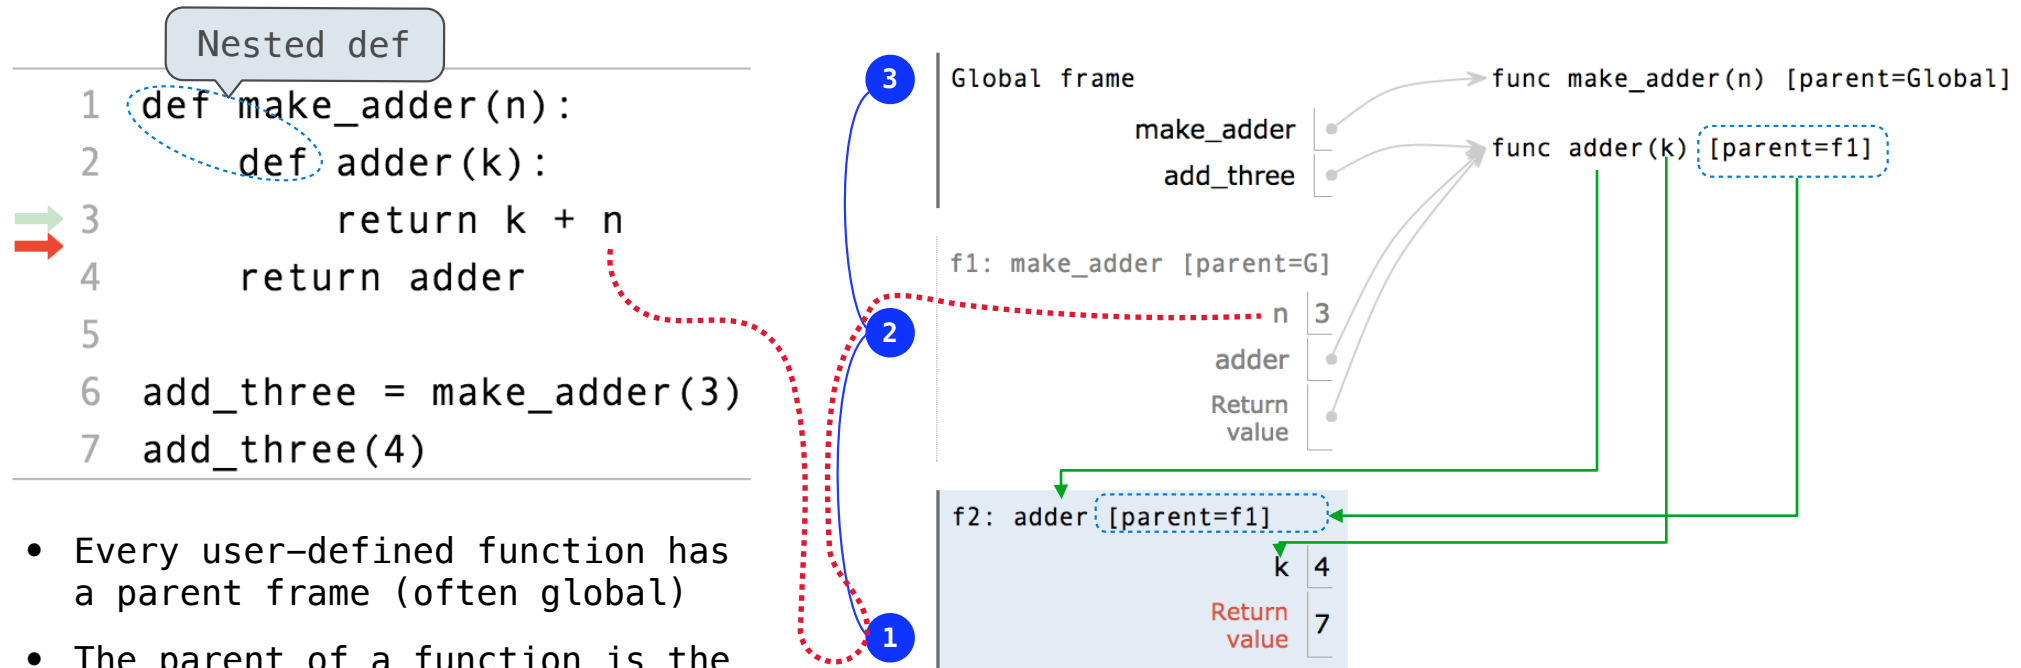 Nested def
1 def make_adder(n):
2 def adder(k):
3 return k + n
4 return adder
5
6 add_three = make_adder(3)
7 add_three(4)
• Every user-defined function has
a parent frame (often global)
• The parent of a function is the
3
Global frame
make_adder
add_three
func make_adder(n) [parent=Global]
func adder(k) [parent=f1]
f1: make_adder [parent=G]
2
n 3
adder
Return
value
f2: adder [parent=f1]
k 4
Return
value 7
1